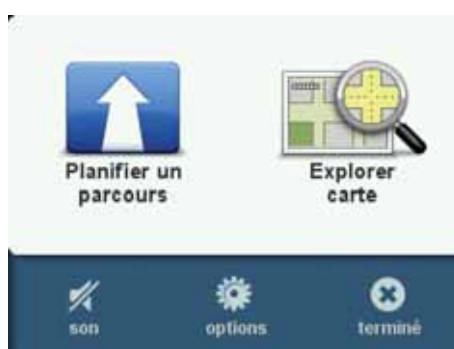 Planifier un
parcours
Explorer
carte
son
options
terminé